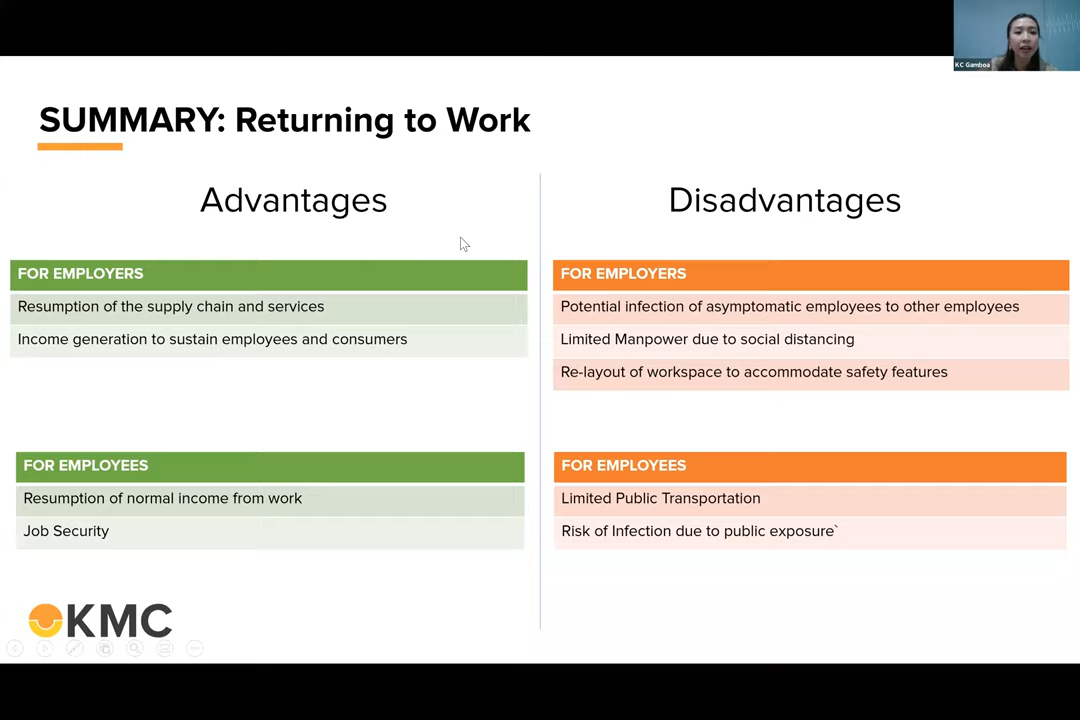 KC Gamboa
SUMMARY: Returning to Work
Advantages
FOR EMPLOYERS
Resumption of the supply chain and services
Income generation to sustain employees and consumers
FOR EMPLOYEES
Resumption of normal income from work
Job Security
Disadvantages
FOR EMPLOYERS
Potential infection of asymptomatic employees to other employees
Limited Manpower due to social distancing
Re-layout of workspace to accommodate safety features
FOR EMPLOYEES
Limited Public Transportation
Risk of Infection due to public exposure`
KMC